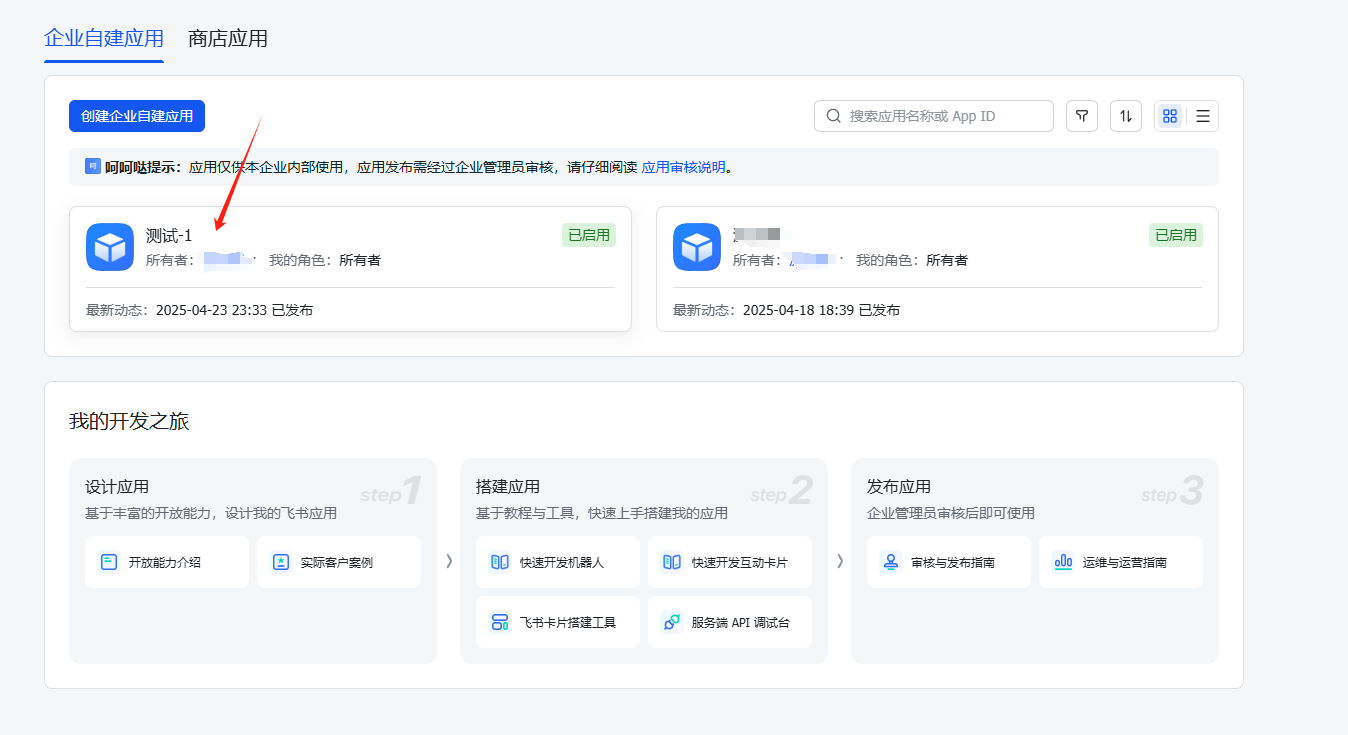 企业自建应用 商店应用
创建企业自建应用 搜索应用名称或 App ID
呵呵哒提示：应用仅供本企业内部使用，应用发布需经过企业管理员审核，请仔细阅读 应用审核说明。
测试-1 已启用
所有者： · 我的角色：所有者
最新动态：2025-04-23 23:33 已发布
已启用
所有者： · 我的角色：所有者
最新动态：2025-04-18 18:39 已发布
我的开发之旅
设计应用 step1
基于丰富的开放能力，设计我的飞书应用
开放能力介绍 实际客户案例
搭建应用 step2
基于教程与工具，快速上手搭建我的应用
快速开发机器人 快速开发互动卡片
飞书卡片搭建工具 服务端 API 调试台
发布应用 step3
企业管理员审核后即可使用
审核与发布指南 运维与运营指南